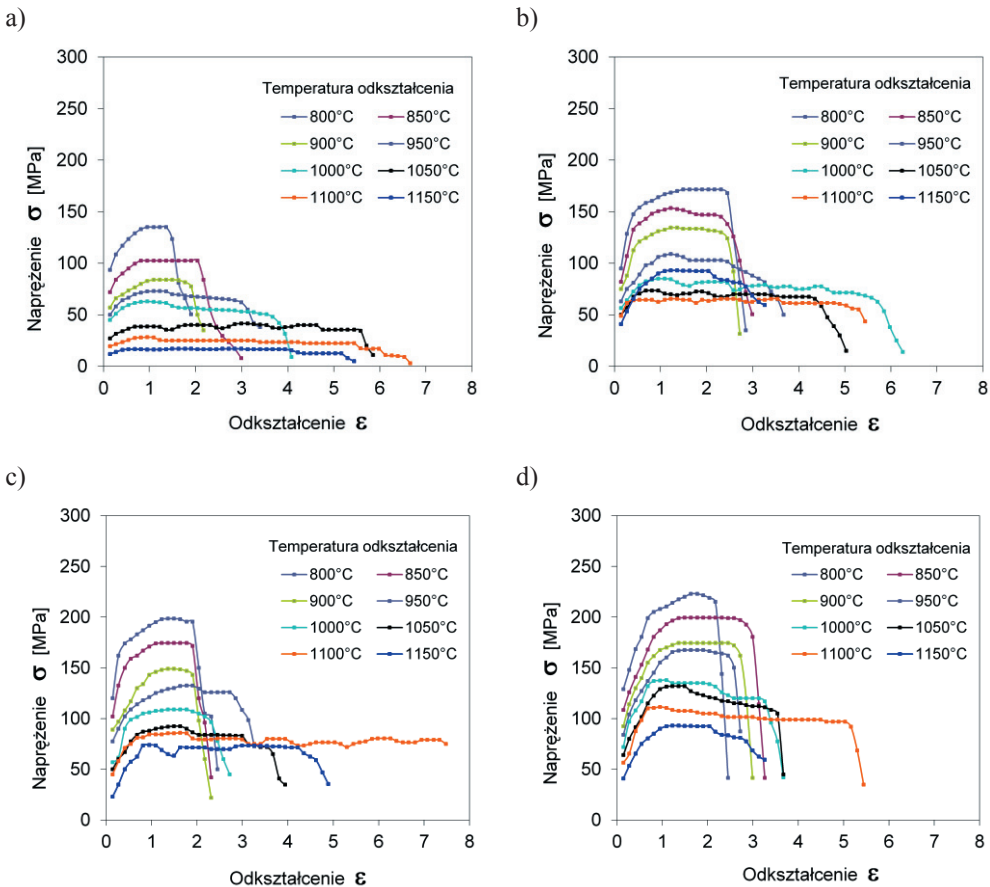 a)
300
250
200
150
100
50
0
0 1 2 3 4 5 6 7 8
Naprężenie σ [MPa]
Odkształcenie ε
Temperatura odkształcenia
800°C 850°C
900°C 950°C
1000°C 1050°C
1100°C 1150°C
b)
300
250
200
150
100
50
0
0 1 2 3 4 5 6 7 8
Naprężenie σ [MPa]
Odkształcenie ε
Temperatura odkształcenia
800°C 850°C
900°C 950°C
1000°C 1050°C
1100°C 1150°C
c)
300
250
200
150
100
50
0
0 1 2 3 4 5 6 7 8
Naprężenie σ [MPa]
Odkształcenie ε
Temperatura odkształcenia
800°C 850°C
900°C 950°C
1000°C 1050°C
1100°C 1150°C
d)
300
250
200
150
100
50
0
0 1 2 3 4 5 6 7 8
Naprężenie σ [MPa]
Odkształcenie ε
Temperatura odkształcenia
800°C 850°C
900°C 950°C
1000°C 1050°C
1100°C 1150°C